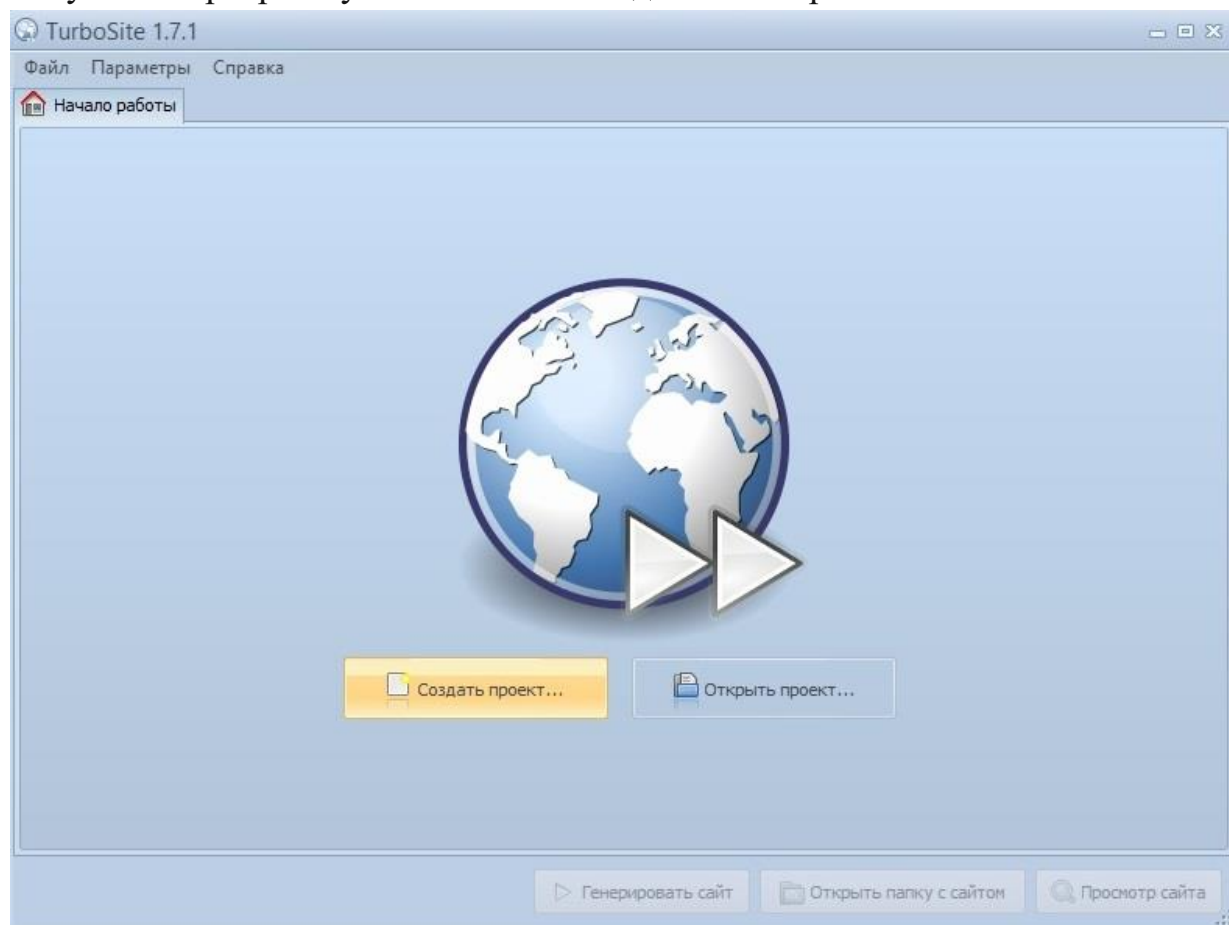 TurboSite 1.7.1
Файл Параметры Справка
Начало работы
Создать проект... Открыть проект...
Генерировать сайт Открыть папку с сайтом Просмотр сайта